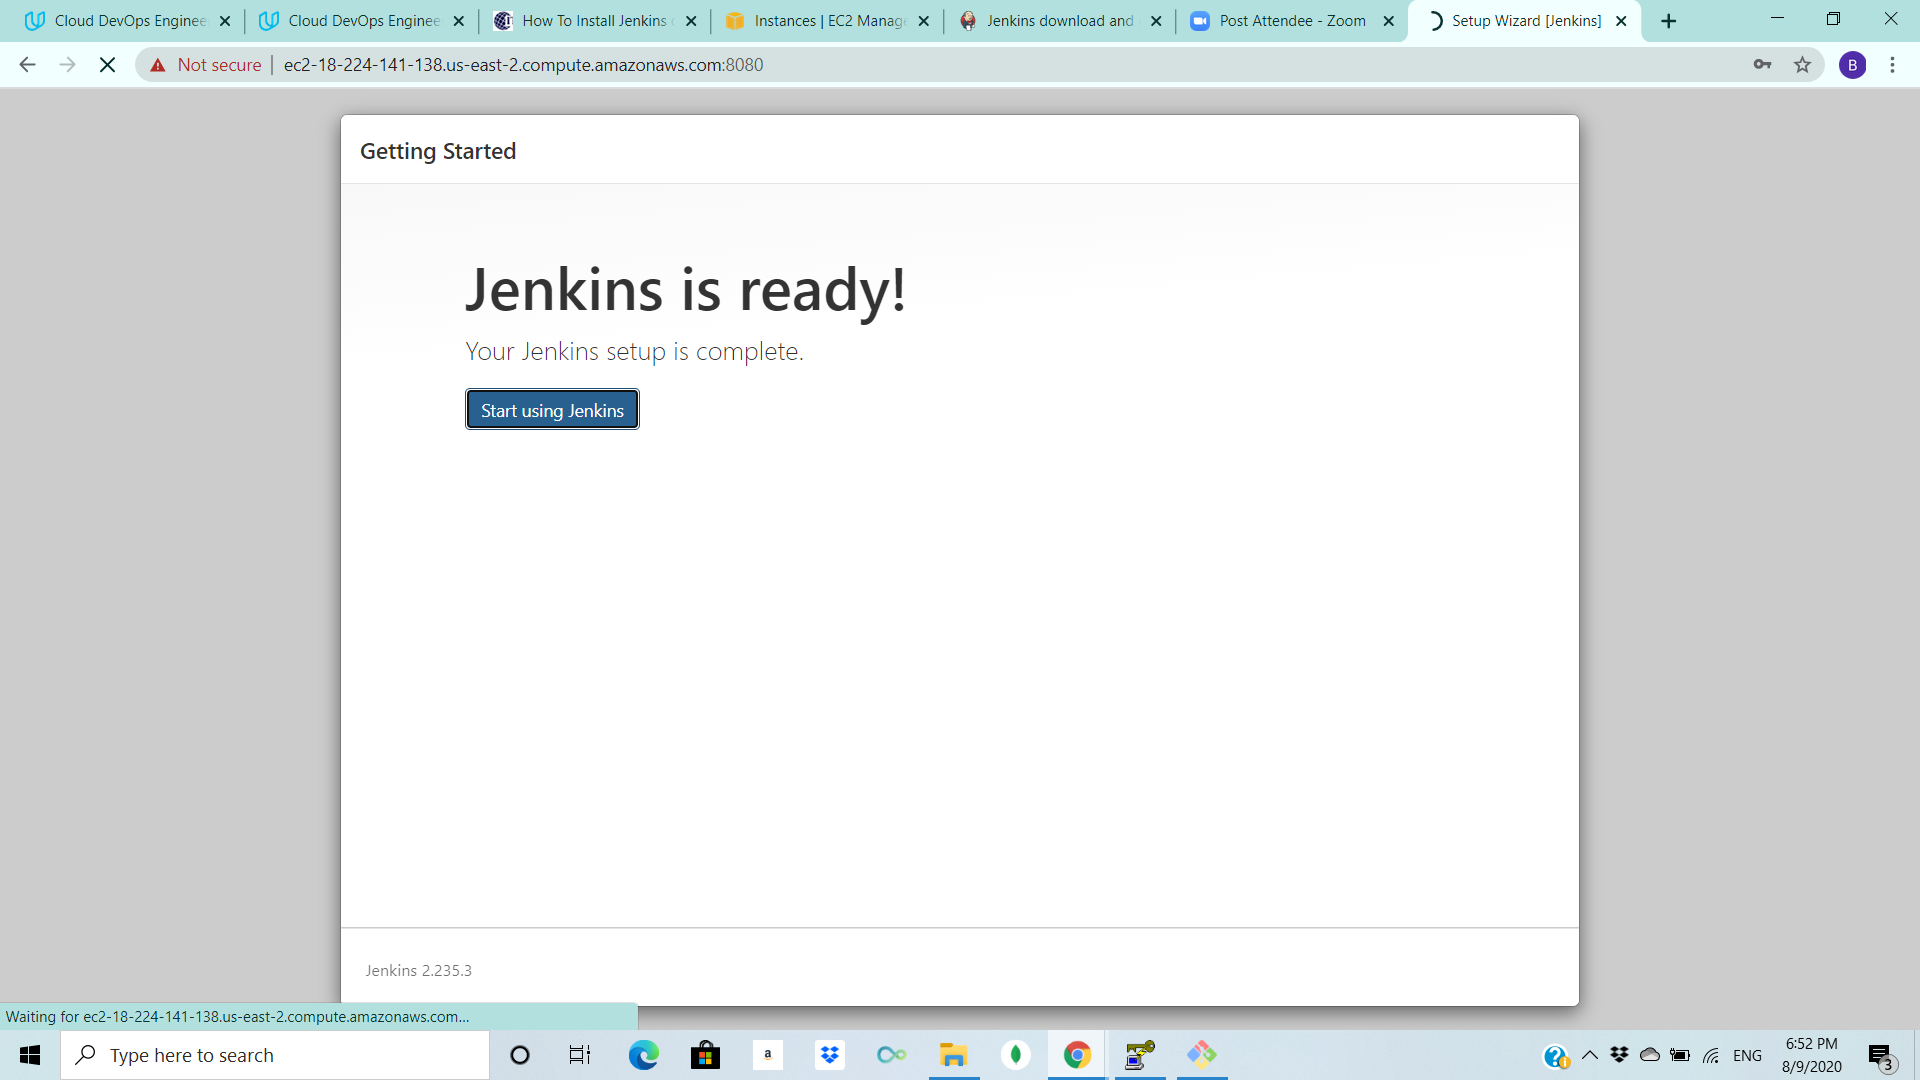 Cloud DevOps Enginee
Cloud DevOps Enginee
How To Install Jenkins
Instances | EC2 Manage
Jenkins download and
Post Attendee - Zoom
Setup Wizard [Jenkins]
Not secure
ec2-18-224-141-138.us-east-2.compute.amazonaws.com:8080
B
Getting Started
Jenkins is ready!
Your Jenkins setup is complete.
Start using Jenkins
Jenkins 2.235.3
Waiting for ec2-18-224-141-138.us-east-2.compute.amazonaws.com...
Type here to search
a
ENG
6:52 PM
8/9/2020
3